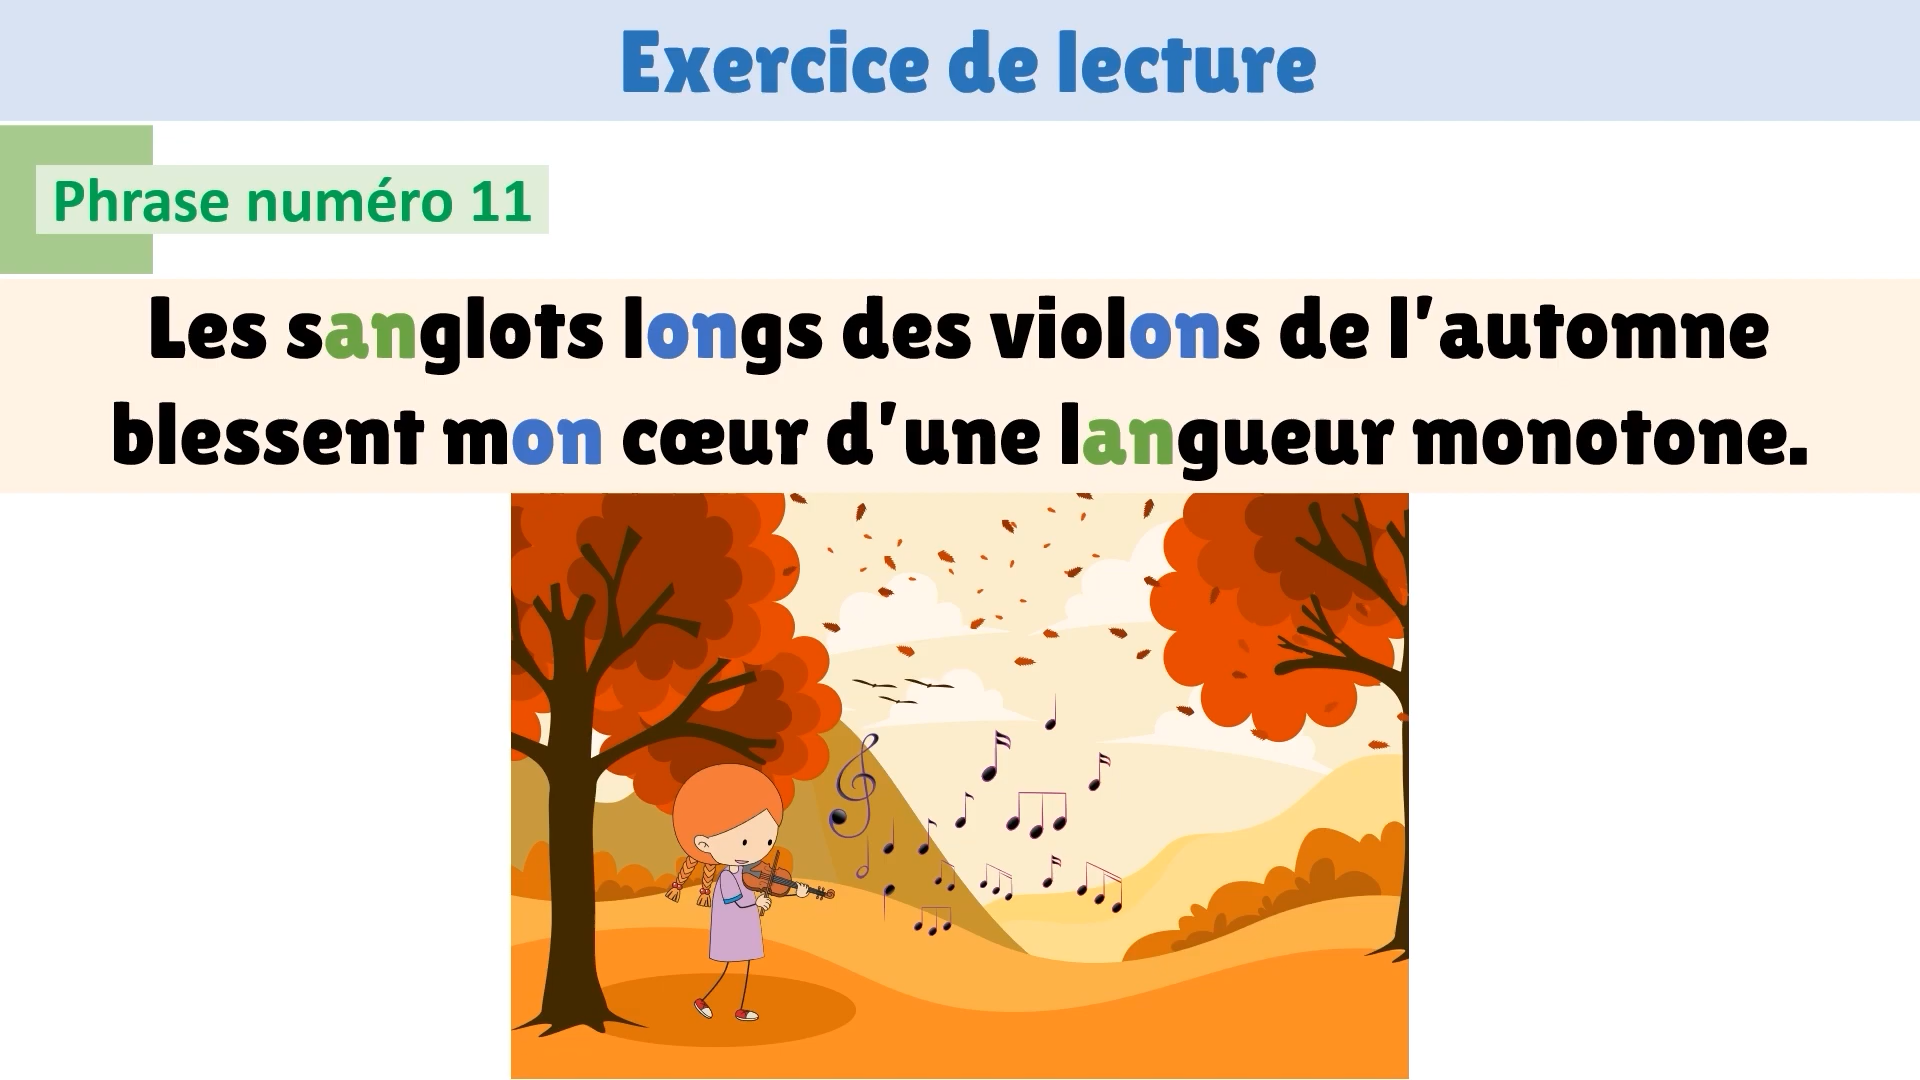 Exercice de lecture
Phrase numéro 11
Les sanglots longs des violons de l’automne
blessent mon cœur d’une langueur monotone.